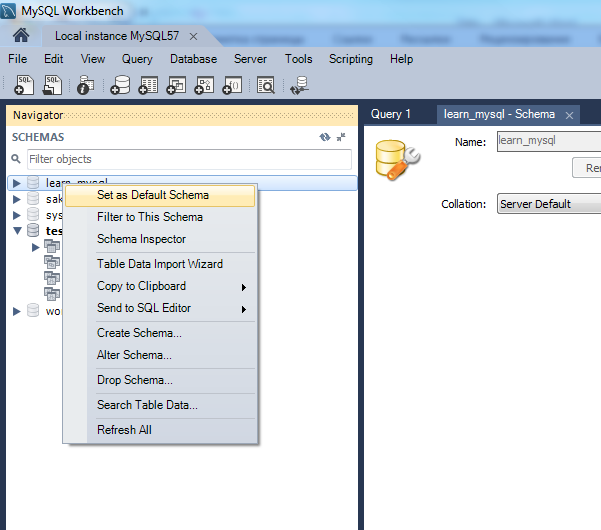 MySQL Workbench
Local instance MySQL57
File Edit View Query Database Server Tools Scripting Help
Navigator
SCHEMAS
Filter objects
learn_mysql
sak
sys
tes
wo
Set as Default Schema
Filter to This Schema
Schema Inspector
Table Data Import Wizard
Copy to Clipboard
Send to SQL Editor
Create Schema...
Alter Schema...
Drop Schema...
Search Table Data...
Refresh All
Query 1
learn_mysql - Schema
Name: learn_mysql
Collation: Server Default